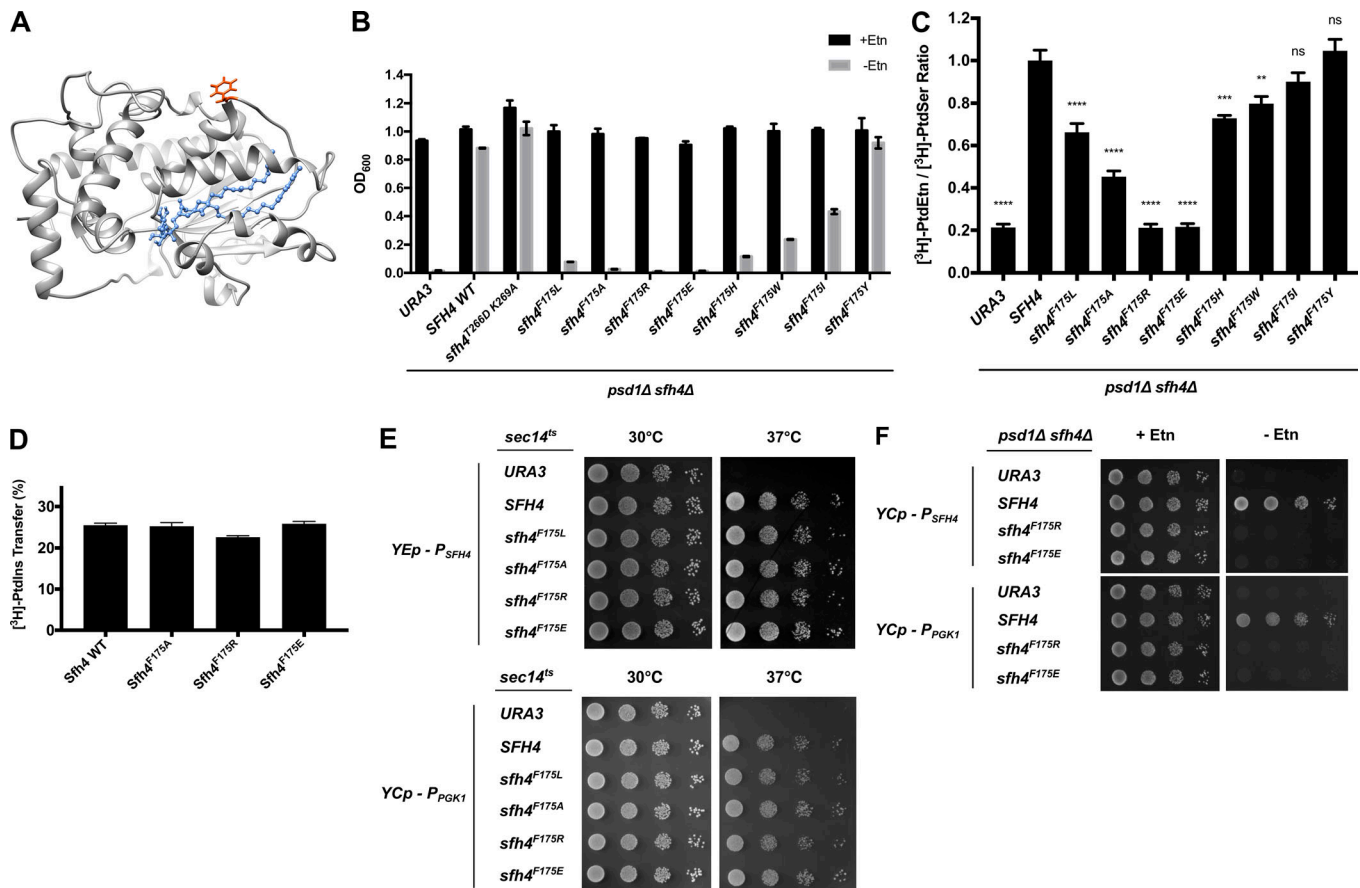 A
B
+Etn
-Etn
1.4
1.2
1.0
0.8
0.6
0.4
0.2
0.0
OD600
URA3
SFH4 WT
sfh4T266D K269A
sfh4F175L
sfh4F175A
sfh4F175R
sfh4F175E
sfh4F175H
sfh4F175W
sfh4F175I
sfh4F175Y
psd1Δ sfh4Δ
C
[3H]-PtdEtn / [3H]-PtdSer Ratio
1.2
1.0
0.8
0.6
0.4
0.2
0.0
****
****
****
****
****
***
**
ns
ns
URA3
SFH4
sfh4F175L
sfh4F175A
sfh4F175R
sfh4F175E
sfh4F175H
sfh4F175W
sfh4F175I
sfh4F175Y
psd1Δ sfh4Δ
D
[3H]-PtdIns Transfer (%)
30
20
10
0
Sfh4 WT
Sfh4F175A
Sfh4F175R
Sfh4F175E
E
sec14ts 30°C 37°C
YEp - PSFH4
URA3
SFH4
sfh4F175L
sfh4F175A
sfh4F175R
sfh4F175E
sec14ts 30°C 37°C
YCp - PPGK1
URA3
SFH4
sfh4F175L
sfh4F175A
sfh4F175R
sfh4F175E
F
psd1Δ sfh4Δ + Etn - Etn
YCp - PSFH4
URA3
SFH4
sfh4F175R
sfh4F175E
YCp - PPGK1
URA3
SFH4
sfh4F175R
sfh4F175E